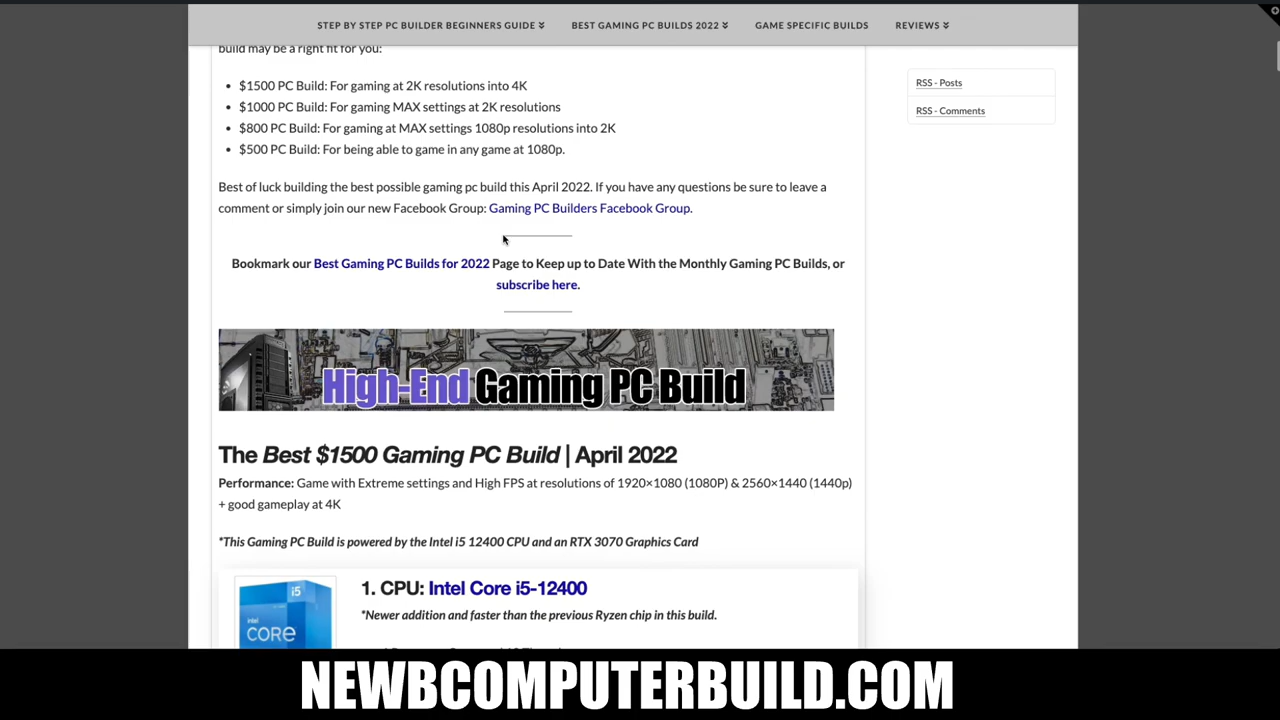 STEP BY STEP PC BUILDER BEGINNERS GUIDE BEST GAMING PC BUILDS 2022 GAME SPECIFIC BUILDS REVIEWS
build may be a right fit for you:
RSS - Posts
RSS - Comments
• $1500 PC Build: For gaming at 2K resolutions into 4K
• $1000 PC Build: For gaming MAX settings at 2K resolutions
• $800 PC Build: For gaming at MAX settings 1080p resolutions into 2K
• $500 PC Build: For being able to game in any game at 1080p.
Best of luck building the best possible gaming pc build this April 2022. If you have any questions be sure to leave a
comment or simply join our new Facebook Group: Gaming PC Builders Facebook Group.
Bookmark our Best Gaming PC Builds for 2022 Page to Keep up to Date With the Monthly Gaming PC Builds, or
subscribe here.
High-End Gaming PC Build
The Best $1500 Gaming PC Build | April 2022
Performance: Game with Extreme settings and High FPS at resolutions of 1920×1080 (1080P) & 2560×1440 (1440p)
+ good gameplay at 4K
*This Gaming PC Build is powered by the Intel i5 12400 CPU and an RTX 3070 Graphics Card
1. CPU: Intel Core i5-12400
*Newer addition and faster than the previous Ryzen chip in this build.
i5
intel
CORE
NEWBCOMPUTERBUILD.COM